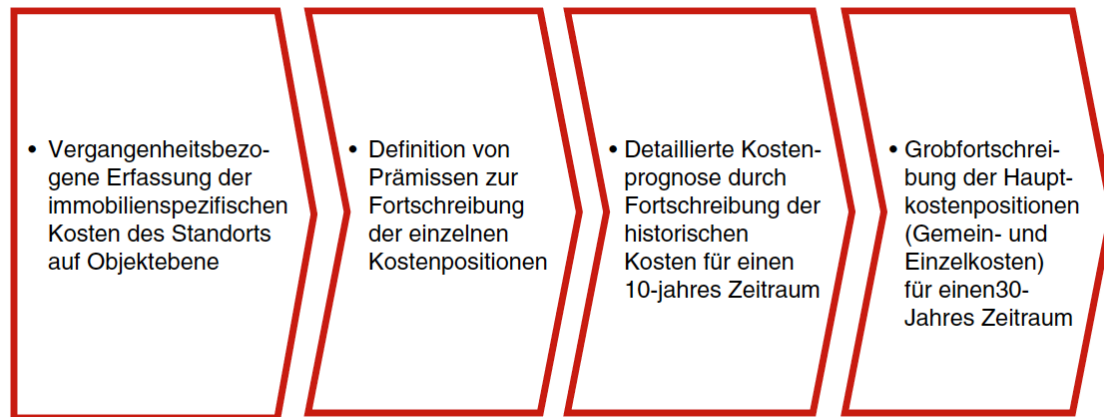 • Vergangenheitsbezo-
gene Erfassung der
immobilienspezifischen
Kosten des Standorts
auf Objektebene
• Definition von
Prämissen zur
Fortschreibung
der einzelnen
Kostenpositionen
• Detaillierte Kosten-
prognose durch
Fortschreibung der
historischen
Kosten für einen
10-jahres Zeitraum
• Grobfortschrei-
bung der Haupt-
kostenpositionen
(Gemein- und
Einzelkosten)
für einen30-
Jahres Zeitraum